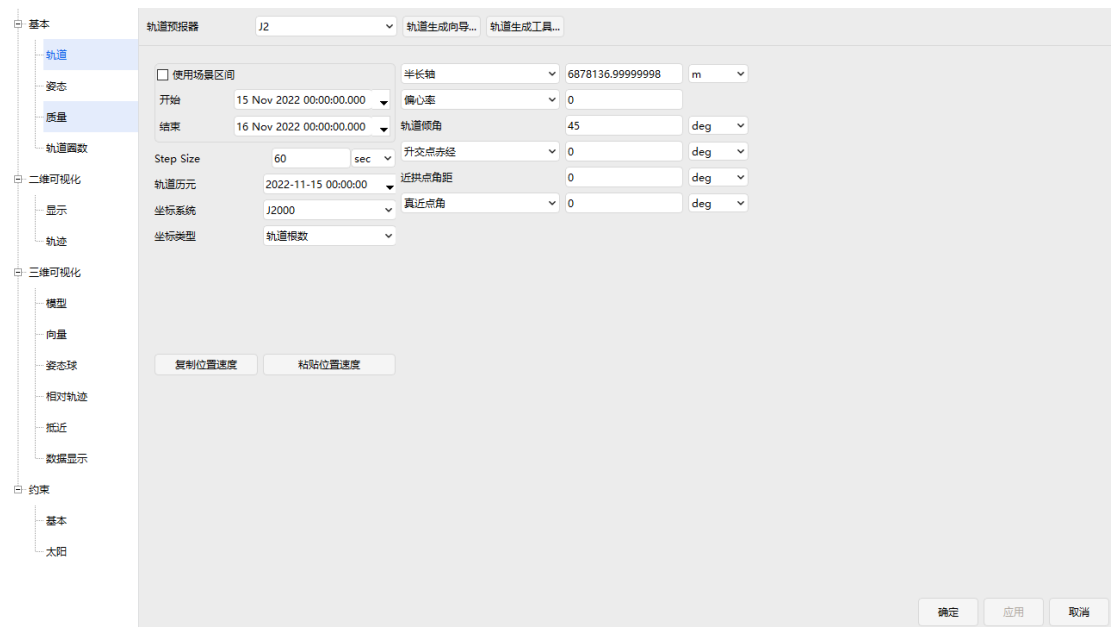 基本
轨道
姿态
质量
轨道圈数
二维可视化
显示
轨迹
三维可视化
模型
向量
姿态球
相对轨迹
抵近
数据显示
约束
基本
太阳
轨道预报器 J2 轨道生成向导... 轨道生成工具...
使用场景区间
开始 15 Nov 2022 00:00:00.000
结束 16 Nov 2022 00:00:00.000
Step Size 60 sec
轨道历元 2022-11-15 00:00:00
坐标系统 J2000
坐标类型 轨道根数
半长轴 6878136.99999998 m
偏心率 0
轨道倾角 45 deg
升交点赤经 0 deg
近拱点角距 0 deg
真近点角 0 deg
复制位置速度 粘贴位置速度
确定 应用 取消